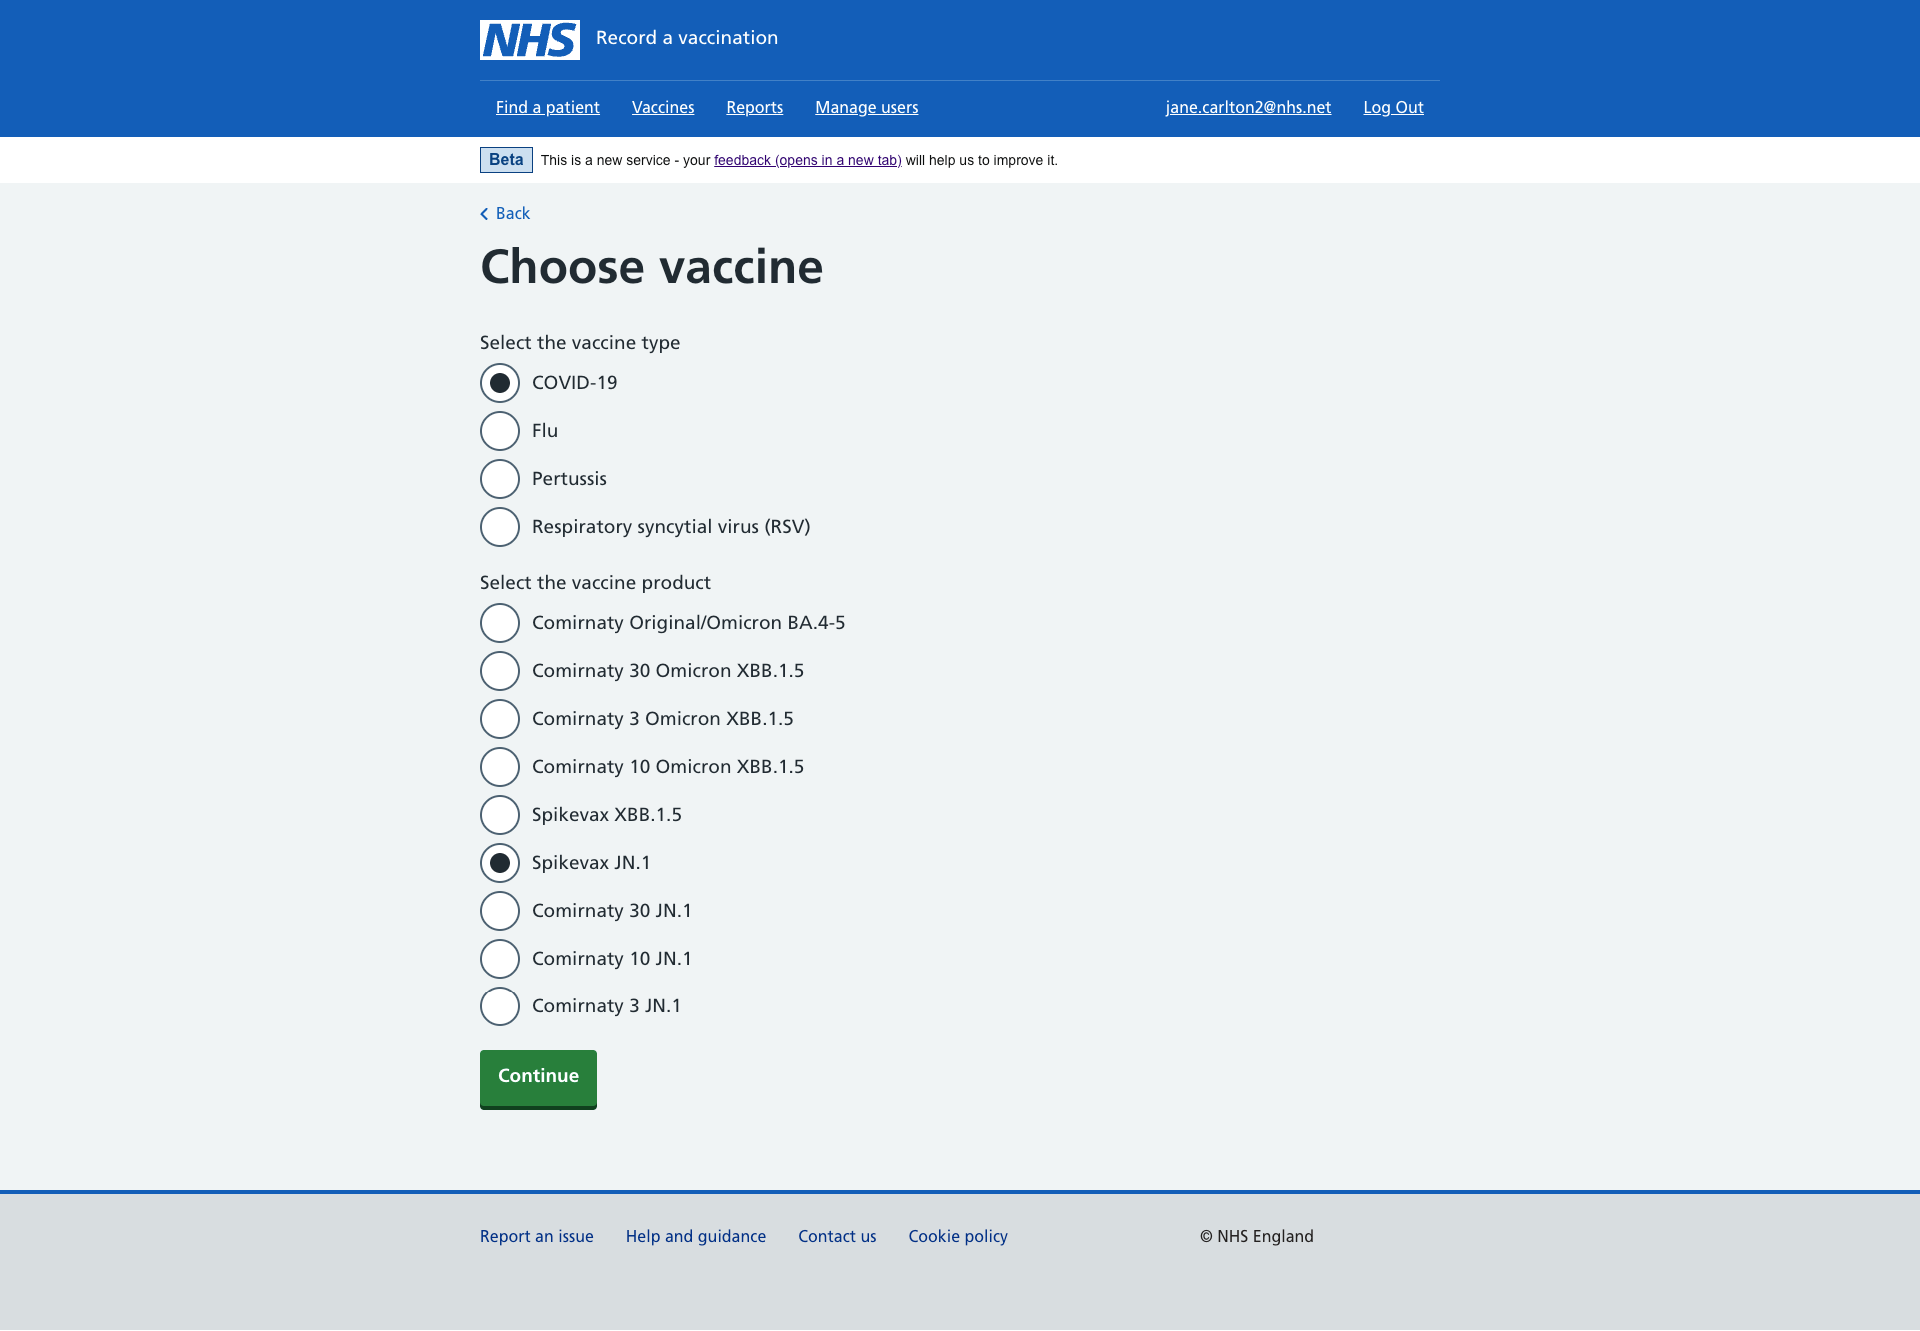 NHS Record a vaccination
Find a patient Vaccines Reports Manage users jane.carlton2@nhs.net Log Out
Beta This is a new service - your feedback (opens in a new tab) will help us to improve it.
Back
Choose vaccine
Select the vaccine type
COVID-19
Flu
Pertussis
Respiratory syncytial virus (RSV)
Select the vaccine product
Comirnaty Original/Omicron BA.4-5
Comirnaty 30 Omicron XBB.1.5
Comirnaty 3 Omicron XBB.1.5
Comirnaty 10 Omicron XBB.1.5
Spikevax XBB.1.5
Spikevax JN.1
Comirnaty 30 JN.1
Comirnaty 10 JN.1
Comirnaty 3 JN.1
Continue
Report an issue Help and guidance Contact us Cookie policy © NHS England